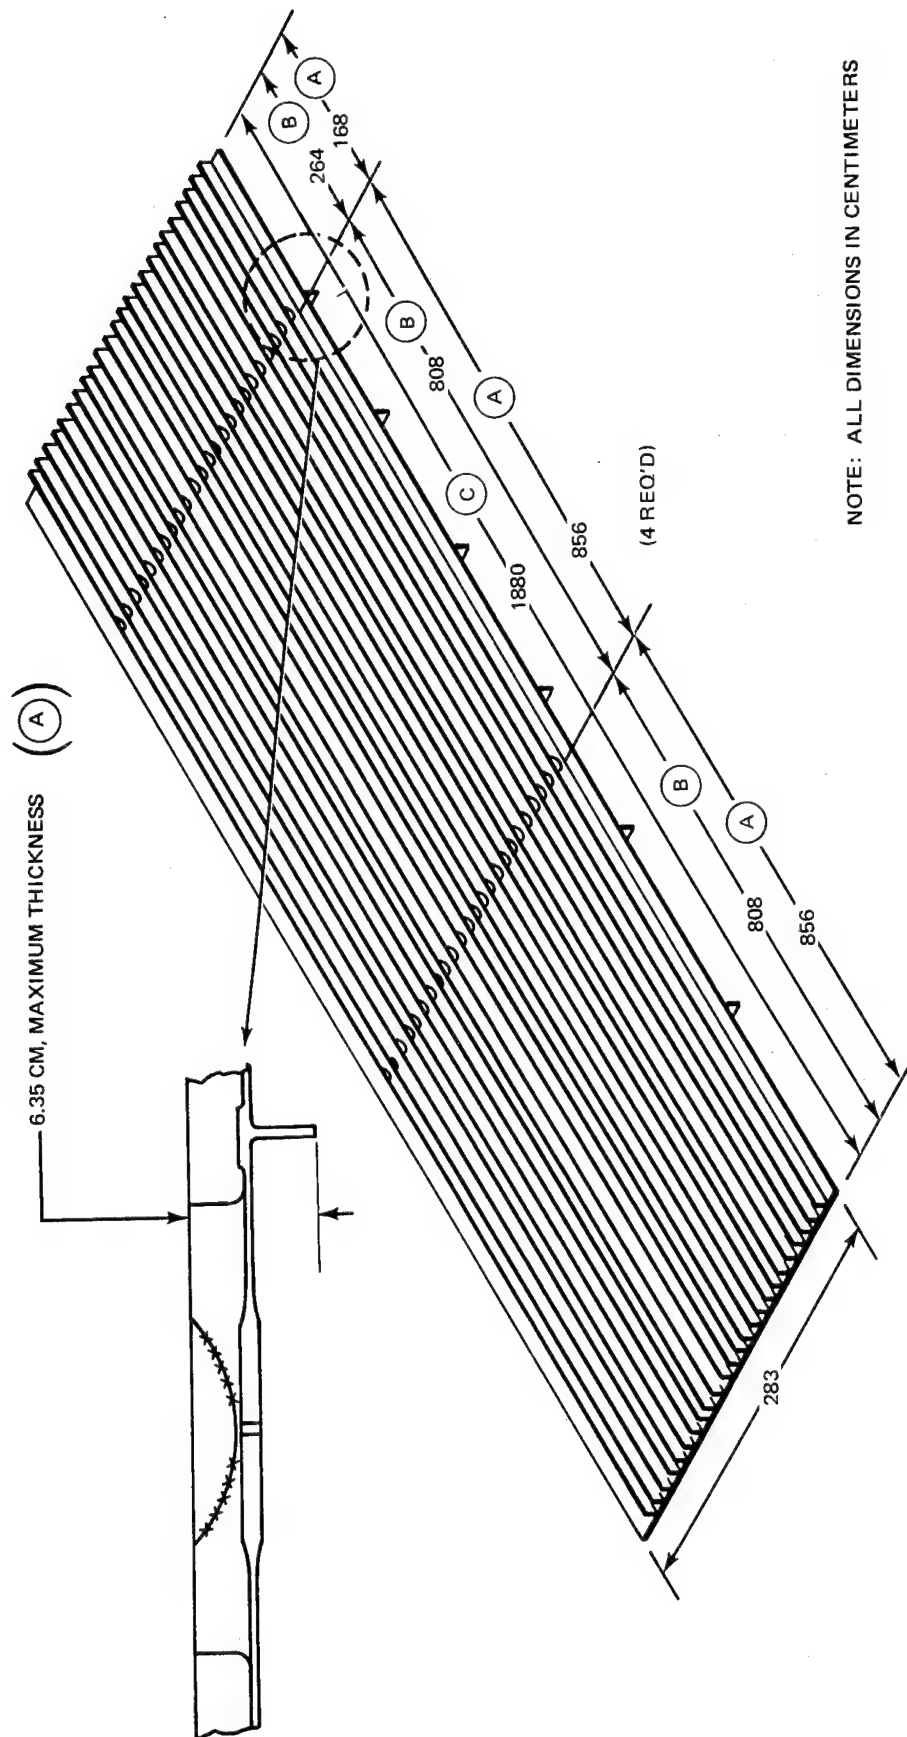 6.35 CM, MAXIMUM THICKNESS
(A)
B
A
264
168
B
808
A
C
1880
856
(4 REQ'D)
B
A
808
856
283
NOTE: ALL DIMENSIONS IN CENTIMETERS